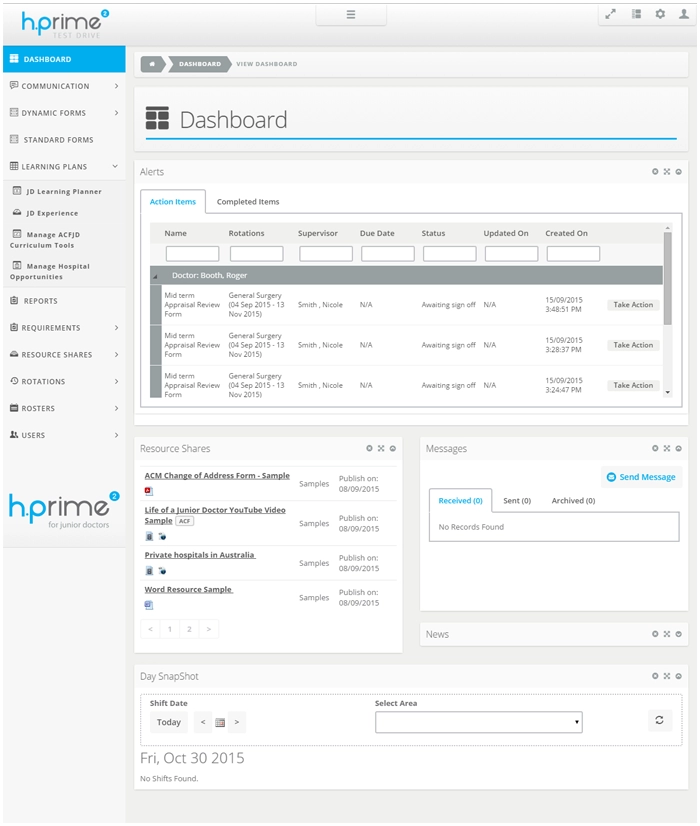 h.prime 2
TEST DRIVE
DASHBOARD
COMMUNICATION
DYNAMIC FORMS
STANDARD FORMS
LEARNING PLANS
JD Learning Planner
JD Experience
Manage ACFJD
Curriculum Tools
Manage Hospital
Opportunities
REPORTS
REQUIREMENTS
RESOURCE SHARES
ROTATIONS
ROSTERS
USERS
h.prime 2
for junior doctors
DASHBOARD VIEW DASHBOARD
Dashboard
Alerts
Action Items Completed Items
Name Rotations Supervisor Due Date Status Updated On Created On
Doctor: Booth, Roger
Mid term General Surgery
Appraisal Review (04 Sep 2015 - 13 Smith , Nicole N/A Awaiting sign off N/A 15/09/2015 Take Action
Form Nov 2015) 3:48:51 PM
Mid term General Surgery
Appraisal Review (04 Sep 2015 - 13 Smith , Nicole N/A Awaiting sign off N/A 15/09/2015 Take Action
Form Nov 2015) 3:28:37 PM
Mid term General Surgery
Appraisal Review (04 Sep 2015 - 13 Smith , Nicole N/A Awaiting sign off N/A 15/09/2015 Take Action
Form Nov 2015) 3:24:47 PM
Resource Shares
ACM Change of Address Form - Sample Samples Publish on:
08/09/2015
Life of a Junior Doctor YouTube Video
Sample ACF Samples Publish on:
08/09/2015
Private hospitals in Australia Samples Publish on:
08/09/2015
Word Resource Sample Samples Publish on:
08/09/2015
< 1 2 >
Messages
Send Message
Received (0) Sent (0) Archived (0)
No Records Found
News
Day SnapShot
Shift Date Select Area
Today < >
Fri, Oct 30 2015
No Shifts Found.